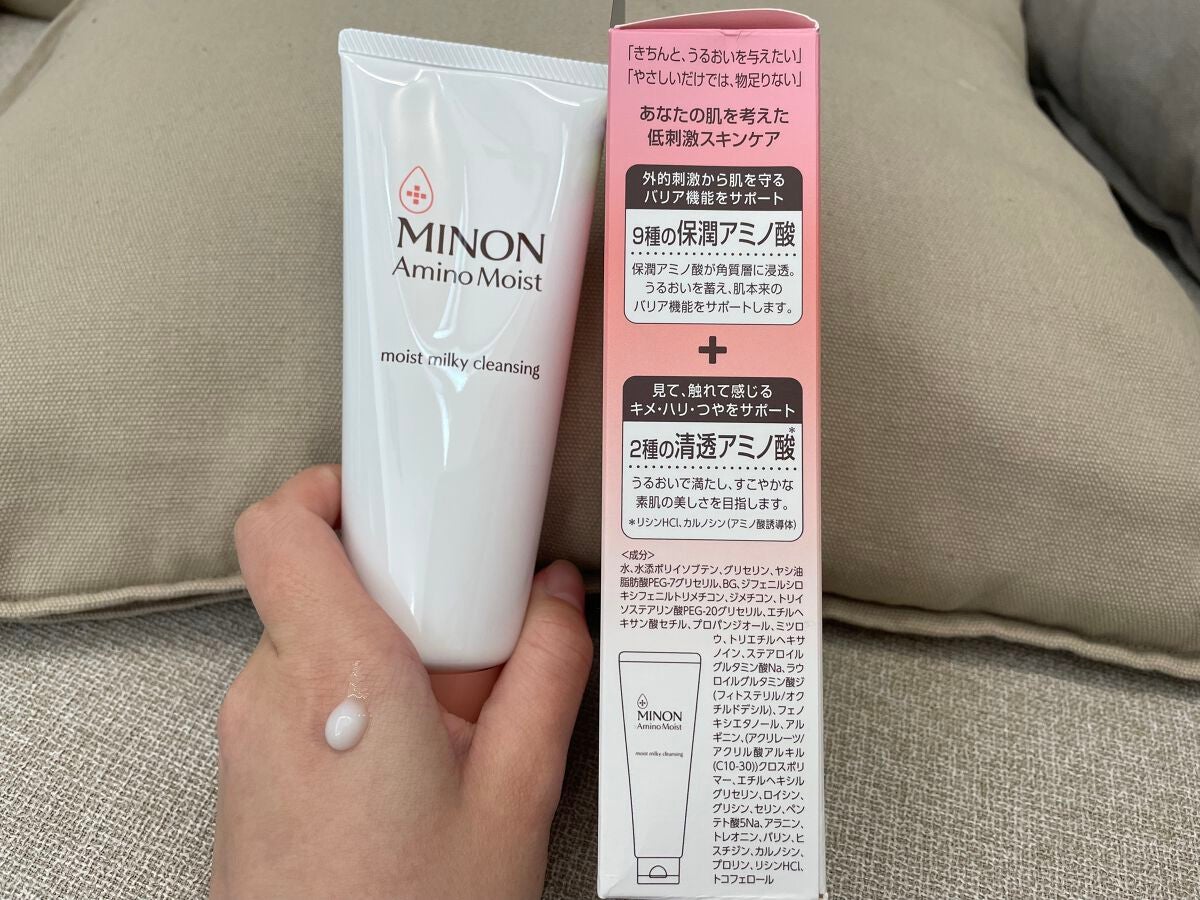 MINON
Amino Moist
moist milky cleansing
「きちんと、うるおいを与えたい」
「やさしいだけでは、物足りない」
あなたの肌を考えた
低刺激スキンケア
外的刺激から肌を守る
バリア機能をサポート
9種の保潤アミノ酸
保潤アミノ酸が角質層に浸透。
うるおいを蓄え、肌本来の
バリア機能をサポートします。
+
見て、触れて感じる
キメ・ハリ・つやをサポート
2種の清透アミノ酸*
うるおいで満たし、すこやかな
素肌の美しさを目指します。
*リシンHCl、カルノシン(アミノ酸誘導体)
<成分>
水、水添ポリイソブテン、グリセリン、ヤシ油
脂肪酸PEG-7グリセリル、BG、ジフェニルシロ
キシフェニルトリメチコン、ジメチコン、トリイ
ソステアリン酸PEG-20グリセリル、エチルヘ
キサン酸セチル、プロパンジオール、ミツロ
ウ、トリエチルヘキサ
ノイン、ステアロイル
グルタミン酸Na、ラウ
ロイルグルタミン酸ジ
(フィトステリル/オク
チルドデシル)、フェノ
キシエタノール、アル
ギニン、(アクリレーツ/
アクリル酸アルキル
(C10-30))クロスポリ
マー、エチルヘキシル
グリセリン、ロイシン、
グリシン、セリン、ペン
テト酸5Na、アラニン、
トレオニン、バリン、ヒ
スチジン、カルノシン、
プロリン、リシンHCl、
トコフェロール
MINON
Amino Moist
moist milky cleansing